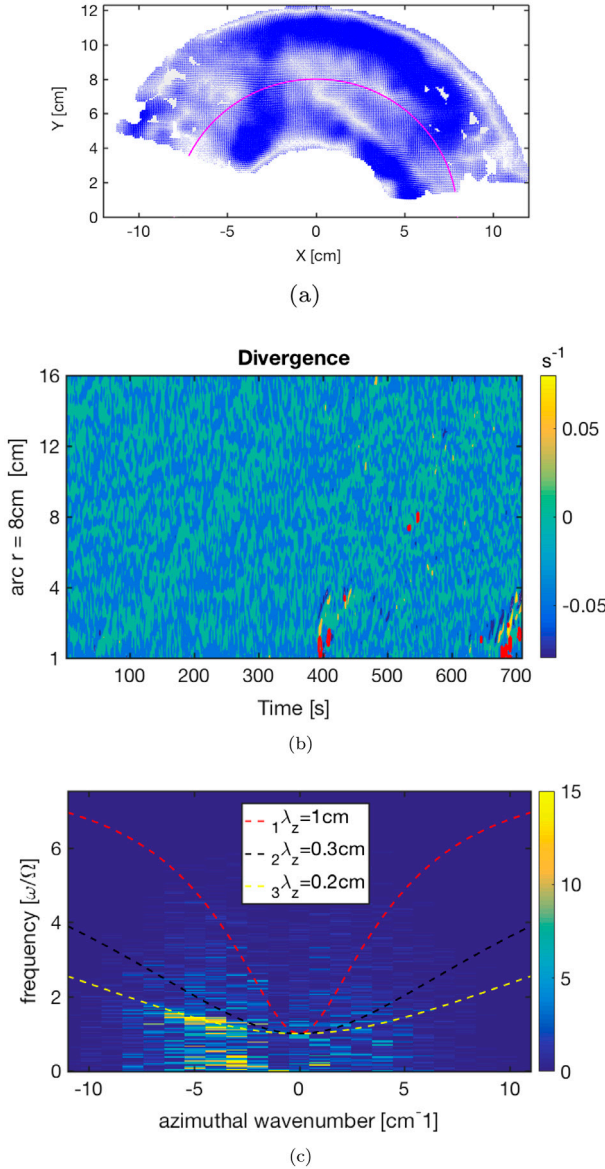 12
10
8
6
4
2
0
Y [cm]
-10 -5 0 5 10
X [cm]
(a)
Divergence
s-1
16
12
8
4
1
arc r = 8cm [cm]
0.05
0
-0.05
100 200 300 400 500 600 700
Time [s]
(b)
6
4
2
0
frequency [ω/Ω]
1λz=1cm
2λz=0.3cm
3λz=0.2cm
15
10
5
0
-10 -5 0 5 10
azimuthal wavenumber [cm-1]
(c)